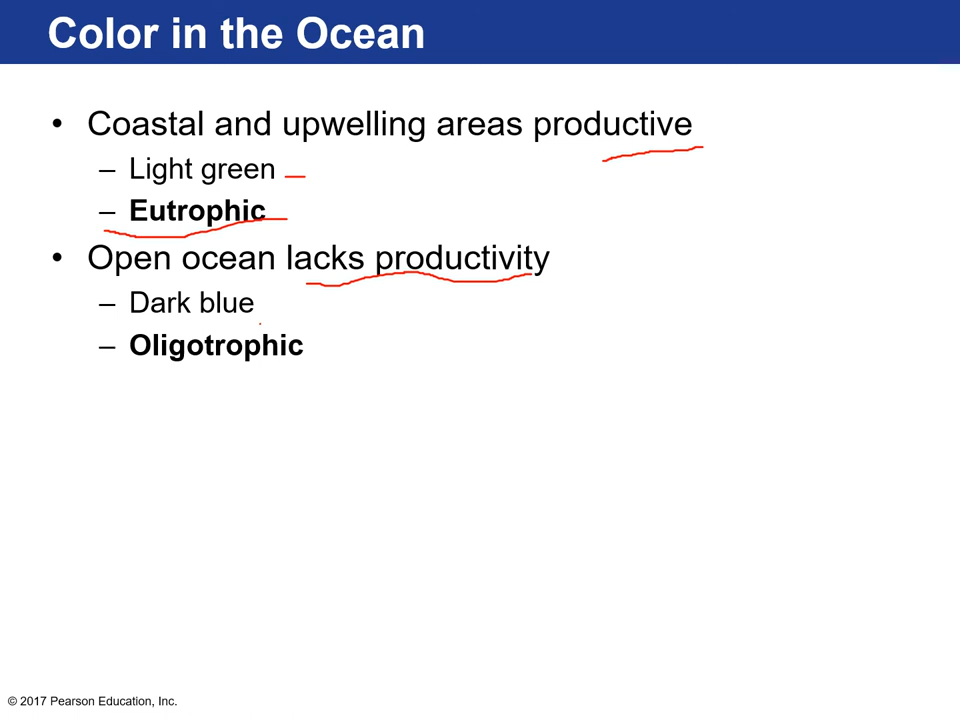 Color in the Ocean
• Coastal and upwelling areas productive
– Light green
– Eutrophic
• Open ocean lacks productivity
– Dark blue
– Oligotrophic
© 2017 Pearson Education, Inc.